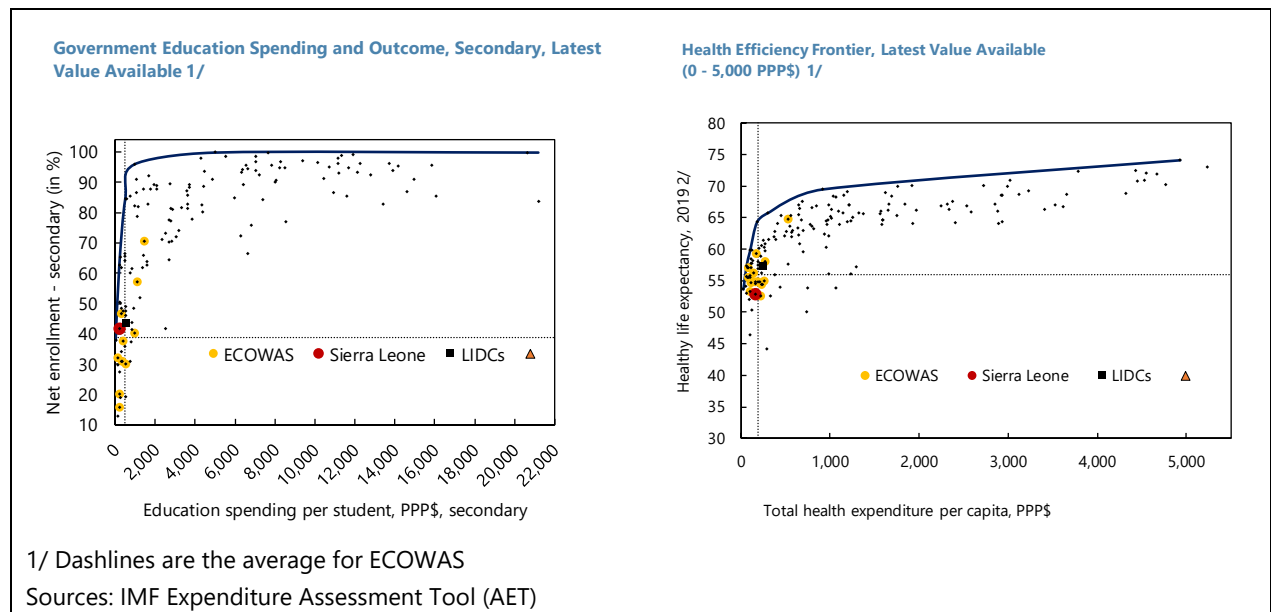 Government Education Spending and Outcome, Secondary, Latest
Value Available 1/
Net enrollment - secondary (in %)
100
90
80
70
60
50
40
30
20
10
ECOWAS Sierra Leone LIDCs
0 2,000 4,000 6,000 8,000 10,000 12,000 14,000 16,000 18,000 20,000 22,000
Education spending per student, PPP$, secondary
Health Efficiency Frontier, Latest Value Available
(0 - 5,000 PPP$) 1/
Healthy life expectancy, 2019 2/
80
75
70
65
60
55
50
45
40
35
30
ECOWAS Sierra Leone LIDCs
0 1,000 2,000 3,000 4,000 5,000
Total health expenditure per capita, PPP$
1/ Dashlines are the average for ECOWAS
Sources: IMF Expenditure Assessment Tool (AET)